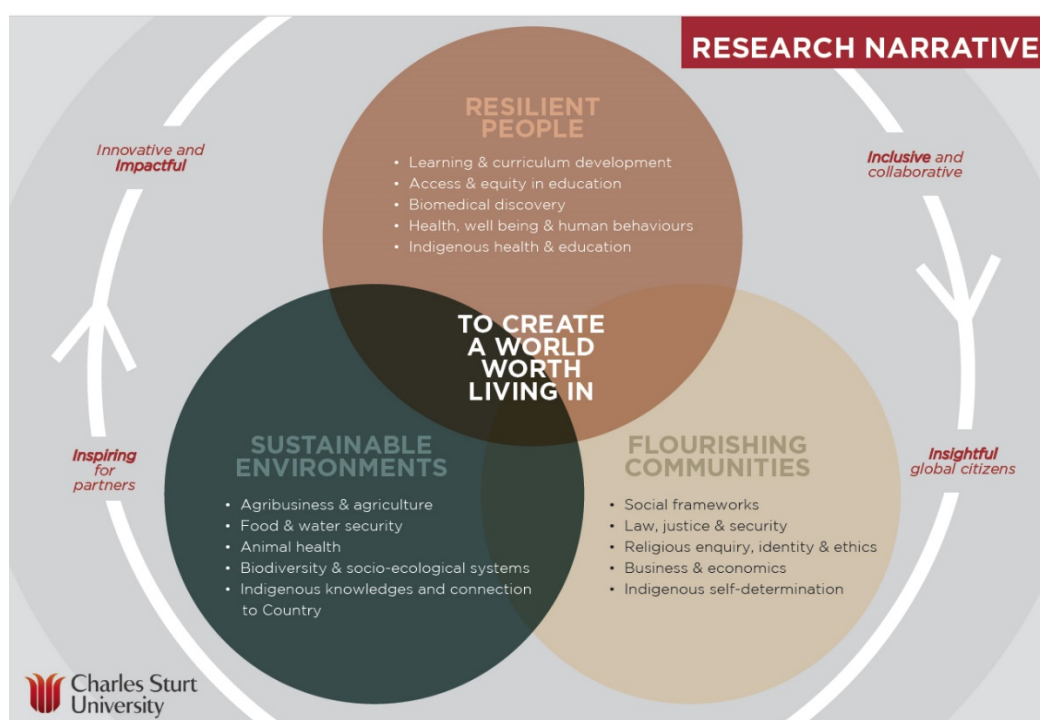 RESEARCH NARRATIVE
RESILIENT
PEOPLE
• Learning & curriculum development
• Access & equity in education
• Biomedical discovery
• Health, well being & human behaviours
• Indigenous health & education
Innovative and
Impactful
Inclusive and
collaborative
TO CREATE
A WORLD
WORTH
LIVING IN
SUSTAINABLE
ENVIRONMENTS
• Agribusiness & agriculture
• Food & water security
• Animal health
• Biodiversity & socio-ecological systems
• Indigenous knowledges and connection
to Country
FLOURISHING
COMMUNITIES
• Social frameworks
• Law, justice & security
• Religious enquiry, identity & ethics
• Business & economics
• Indigenous self-determination
Inspiring
for
partners
Insightful
global citizens
Charles Sturt
University